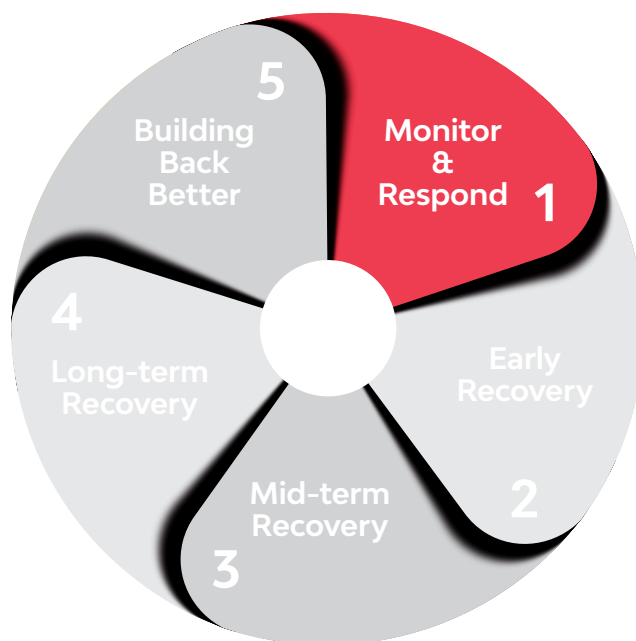 Monitor
&
Respond
1
Early
Recovery
2
Mid-term
Recovery
3
4
Long-term
Recovery
5
Building
Back
Better